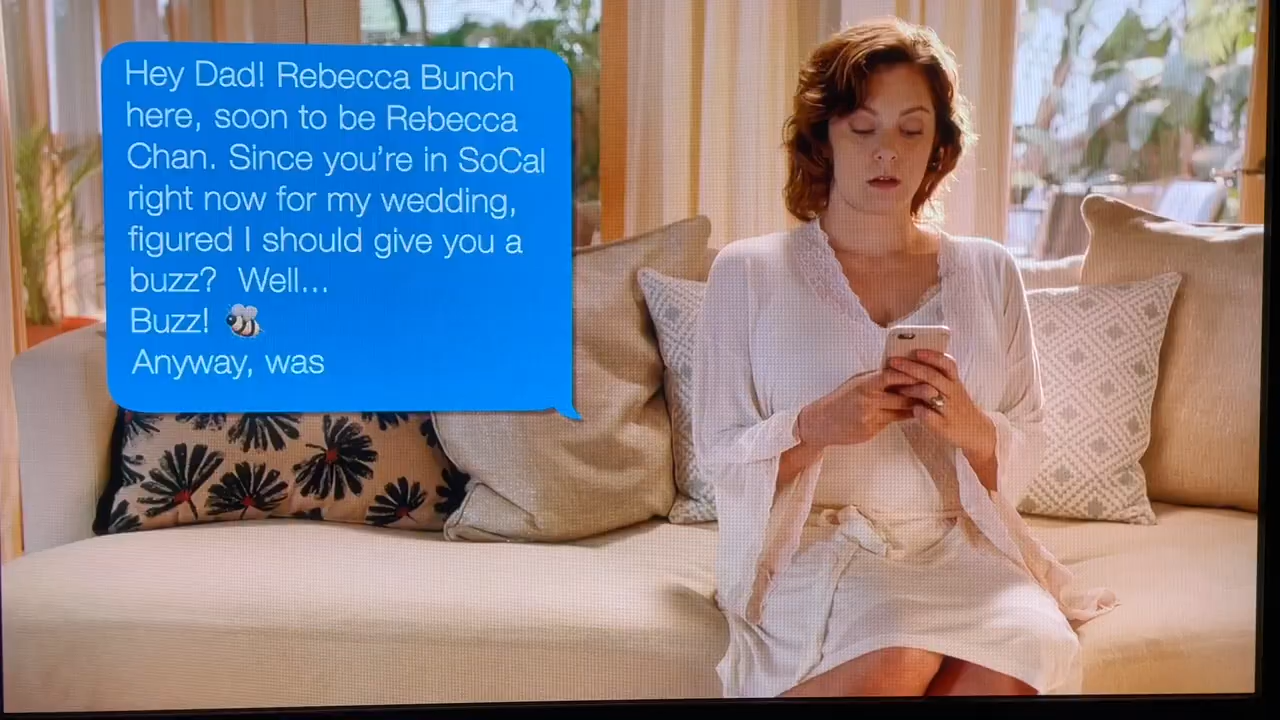 Hey Dad! Rebecca Bunch
here, soon to be Rebecca
Chan. Since you're in SoCal
right now for my wedding,
figured I should give you a
buzz?  Well...
Buzz! 🐝
Anyway, was